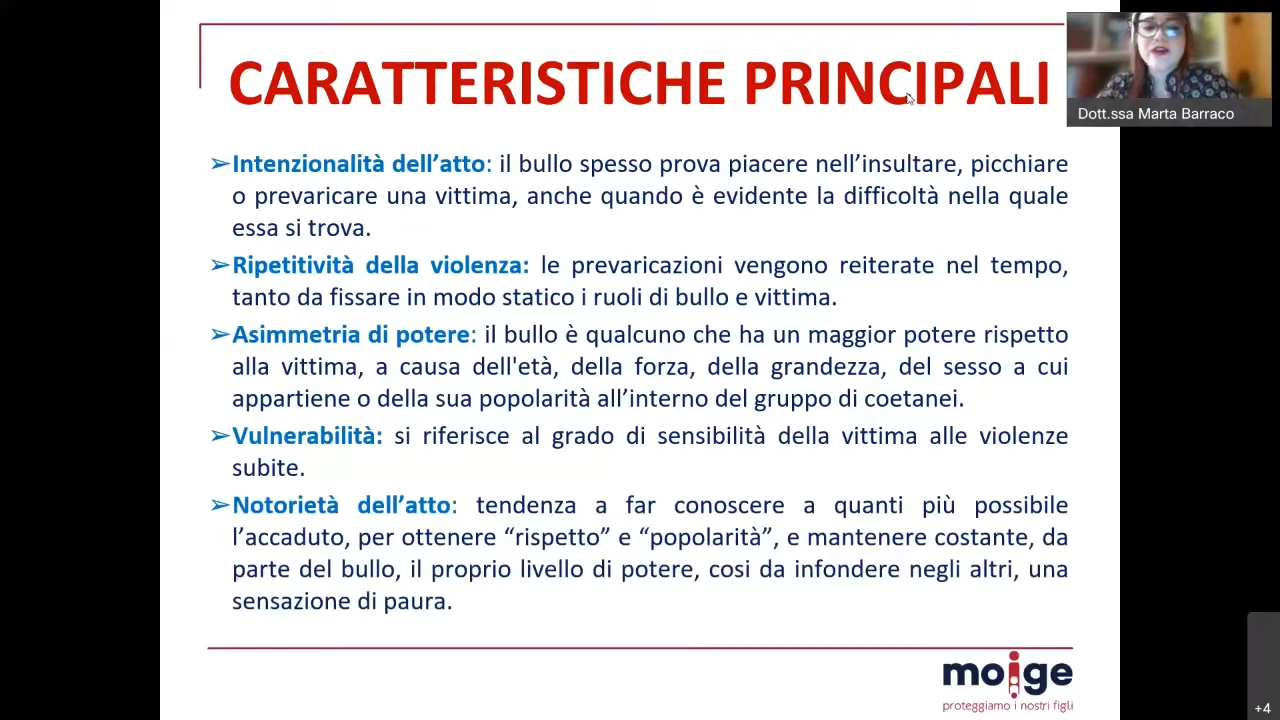 CARATTERISTICHE PRINCIPALI
Dott.ssa Marta Barraco
➢Intenzionalità dell’atto: il bullo spesso prova piacere nell’insultare, picchiare
o prevaricare una vittima, anche quando è evidente la difficoltà nella quale
essa si trova.
➢Ripetitività della violenza: le prevaricazioni vengono reiterate nel tempo,
tanto da fissare in modo statico i ruoli di bullo e vittima.
➢Asimmetria di potere: il bullo è qualcuno che ha un maggior potere rispetto
alla vittima, a causa dell'età, della forza, della grandezza, del sesso a cui
appartiene o della sua popolarità all’interno del gruppo di coetanei.
➢Vulnerabilità: si riferisce al grado di sensibilità della vittima alle violenze
subite.
➢Notorietà dell’atto: tendenza a far conoscere a quanti più possibile
l’accaduto, per ottenere “rispetto” e “popolarità”, e mantenere costante, da
parte del bullo, il proprio livello di potere, cosi da infondere negli altri, una
sensazione di paura.
moige
proteggiamo i nostri figli
+4